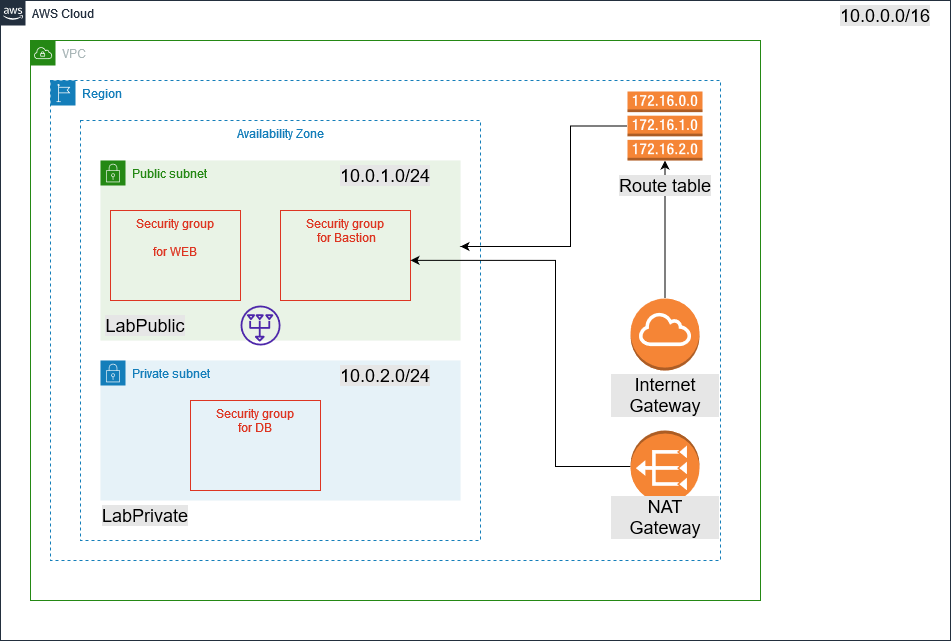 aws
AWS Cloud
10.0.0.0/16
VPC
Region
172.16.0.0
172.16.1.0
172.16.2.0
Route table
Availability Zone
Public subnet
10.0.1.0/24
Security group
for WEB
Security group
for Bastion
LabPublic
Private subnet
10.0.2.0/24
Security group
for DB
LabPrivate
Internet
Gateway
NAT
Gateway